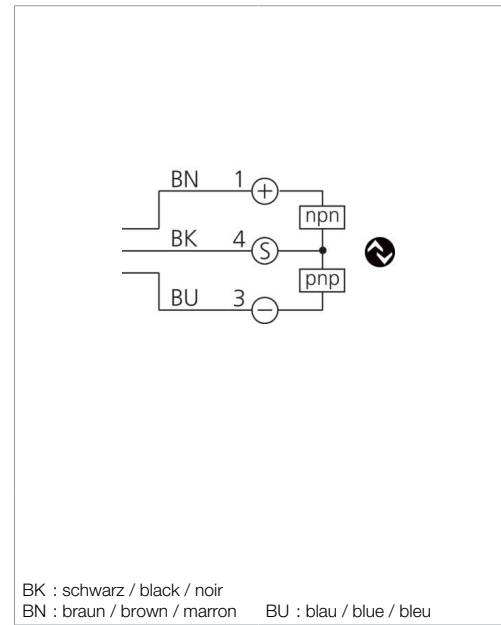 BN 1 +
npn
BK 4 S
pnp
BU 3 −
BK : schwarz / black / noir
BN : braun / brown / marron BU : blau / blue / bleu